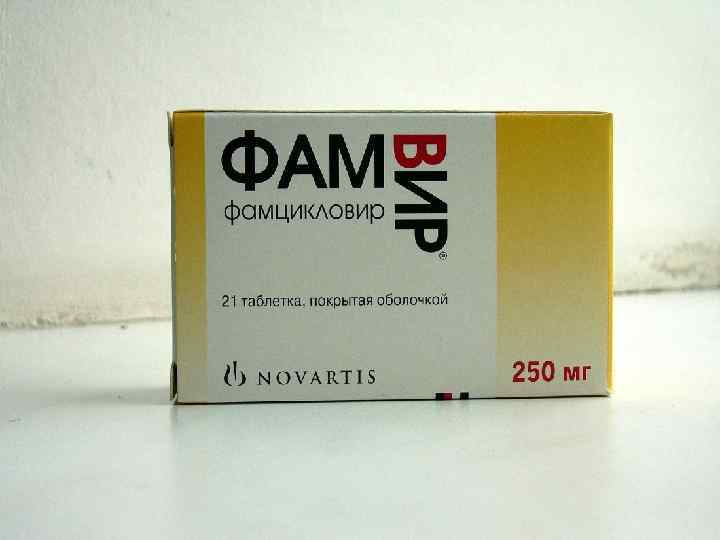 ФАМВИР®
фамцикловир
21 таблетка, покрытая оболочкой
NOVARTIS
250 мг